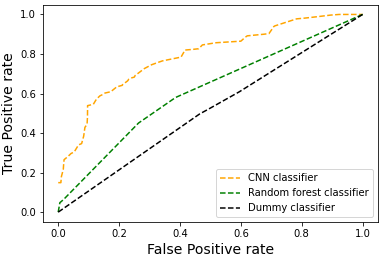 1.0
0.8
0.6
0.4
0.2
0.0
True Positive rate
CNN classifier
Random forest classifier
Dummy classifier
0.0 0.2 0.4 0.6 0.8 1.0
False Positive rate